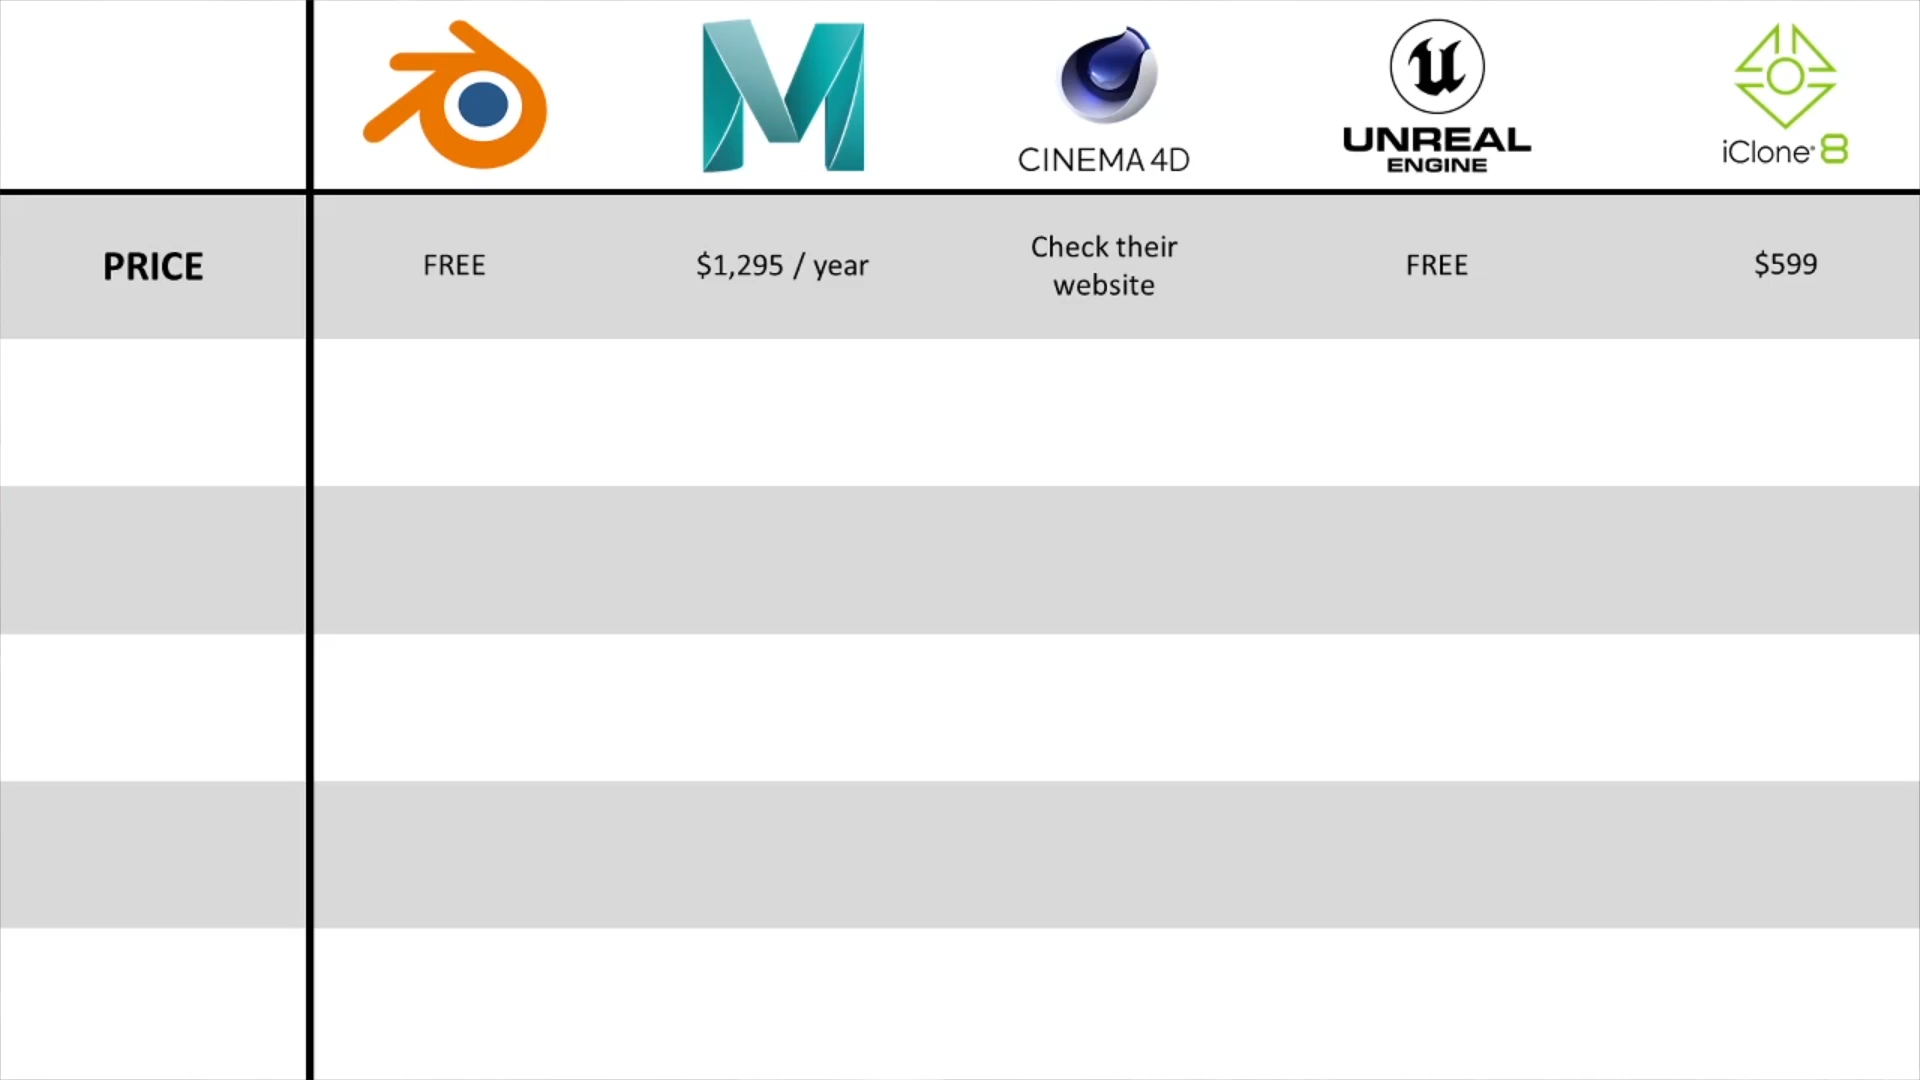 CINEMA 4D
UNREAL
ENGINE
iClone® 8
PRICE
FREE
$1,295 / year
Check their
website
FREE
$599